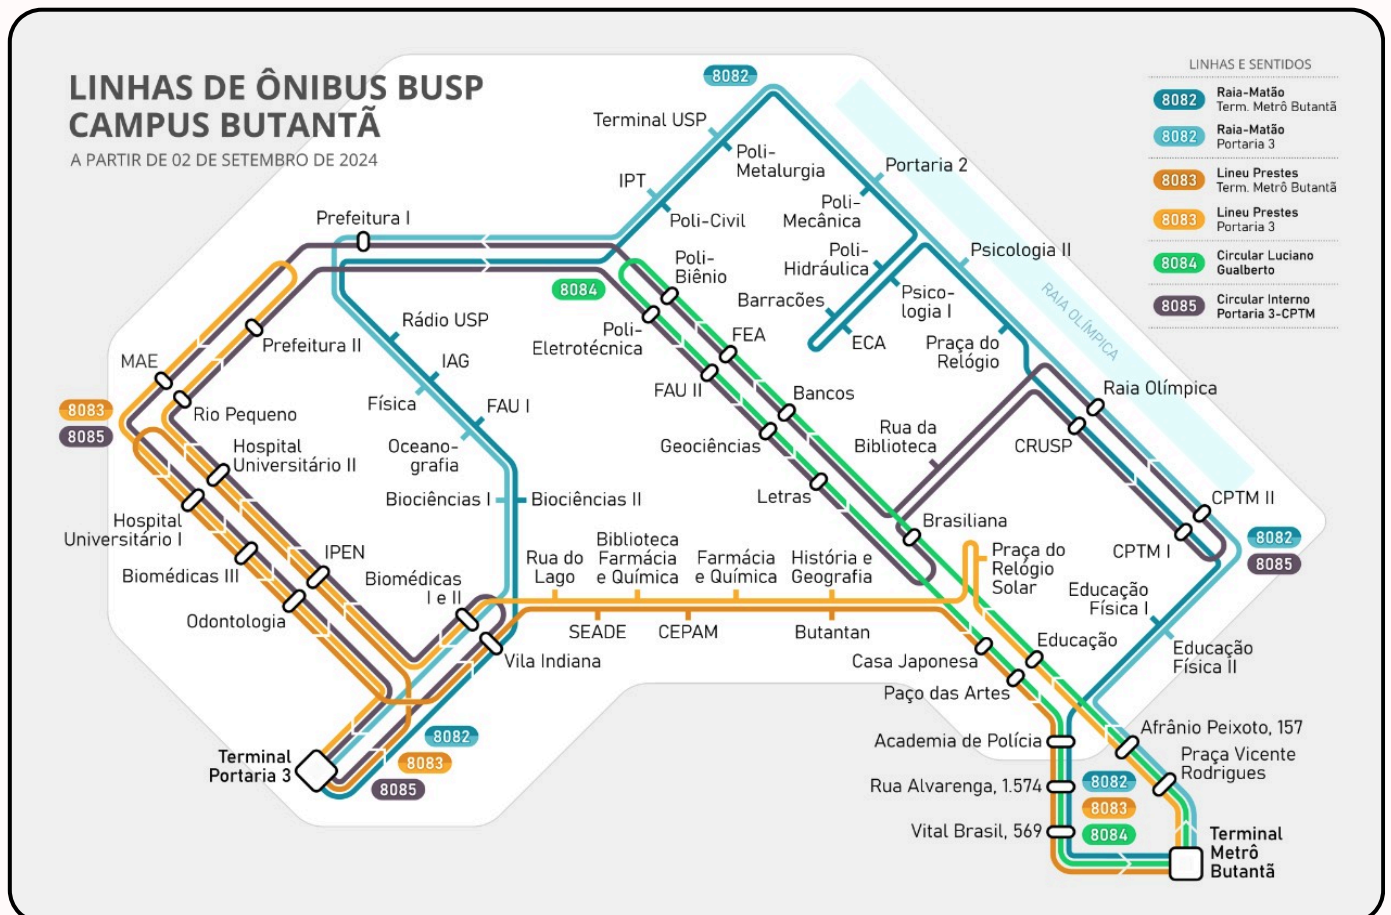 LINHAS DE ÔNIBUS BUSP
CAMPUS BUTANTÃ
A PARTIR DE 02 DE SETEMBRO DE 2024
LINHAS E SENTIDOS
8082
Raia-Matão
Term. Metrô Butantã
8082
Raia-Matão
Portaria 3
8083
Lineu Prestes
Term. Metrô Butantã
8083
Lineu Prestes
Portaria 3
8084
Circular Luciano
Gualberto
8085
Circular Interno
Portaria 3-CPTM
8082
Terminal USP
Poli-
Metalurgia
IPT
Poli-Civil
Portaria 2
Poli-
Mecânica
Prefeitura I
Poli-
Biênio
Poli-
Hidráulica
Psicologia II
8084
Barracões
Psico-
logia I
RAIA OLÍMPICA
Rádio USP
Poli-
Eletrotécnica
FEA
ECA
Praça do
Relógio
Prefeitura II
MAE
IAG
Física
FAU I
FAU II
Bancos
Raia Olímpica
8083
8085
Rio Pequeno
Hospital
Universitário II
Oceano-
grafia
Geociências
Rua da
Biblioteca
CRUSP
Biociências I
Biociências II
Letras
CPTM II
Hospital
Universitário I
Brasiliana
CPTM I
8082
8085
IPEN
Biomédicas III
Biomédicas
I e II
Rua do
Lago
Biblioteca
Farmácia
e Química
Farmácia
e Química
História e
Geografia
Praça do
Relógio
Solar
Educação
Física I
Odontologia
SEADE
CEPAM
Butantan
Educação
Educação
Física II
Vila Indiana
Casa Japonesa
Paço das Artes
Terminal
Portaria 3
8082
8083
8085
Academia de Polícia
Afrânio Peixoto, 157
Praça Vicente
Rodrigues
Rua Alvarenga, 1.574
8082
8083
8084
Vital Brasil, 569
Terminal
Metrô
Butantã